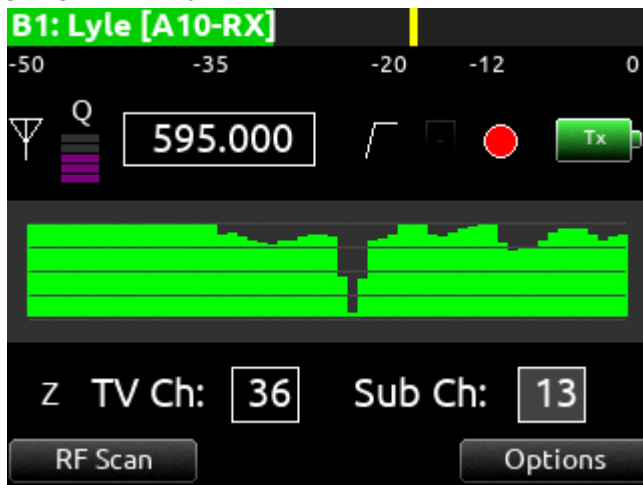 B1: Lyle [A10-RX]
-50 -35 -20 -12 0
Q 595.000 - Tx
Z TV Ch: 36 Sub Ch: 13
RF Scan Options